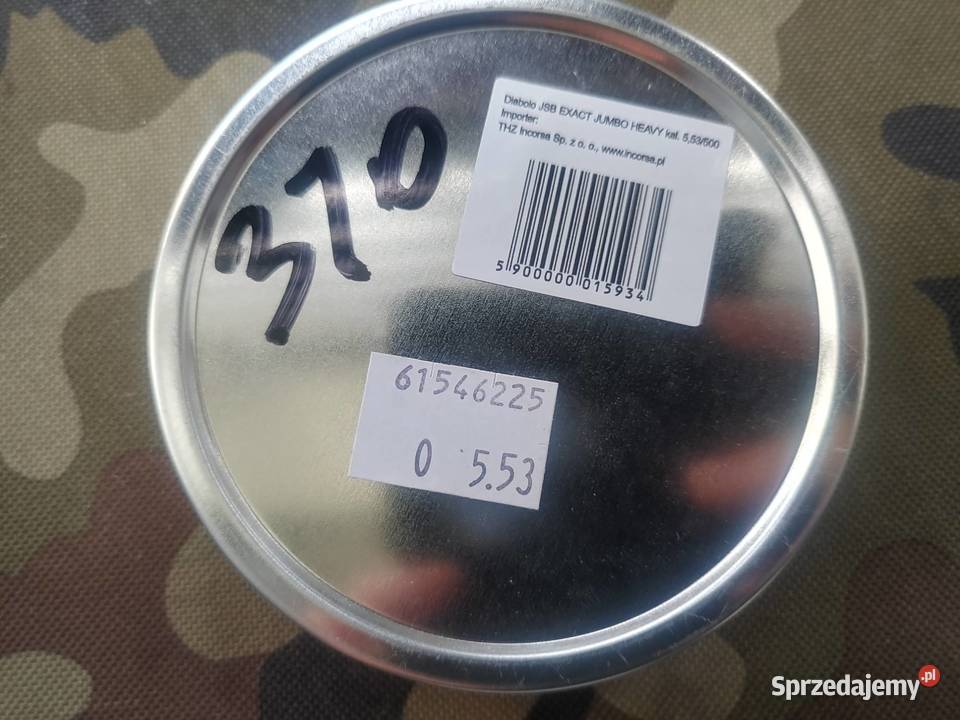 310
Diabolo JSB EXACT JUMBO HEAVY kal. 5,53/500
Importer:
THZ Incorsa Sp. z o. o., www.incorsa.pl
5 900000 015934
61546225
0 5.53
Sprzedajemy.pl